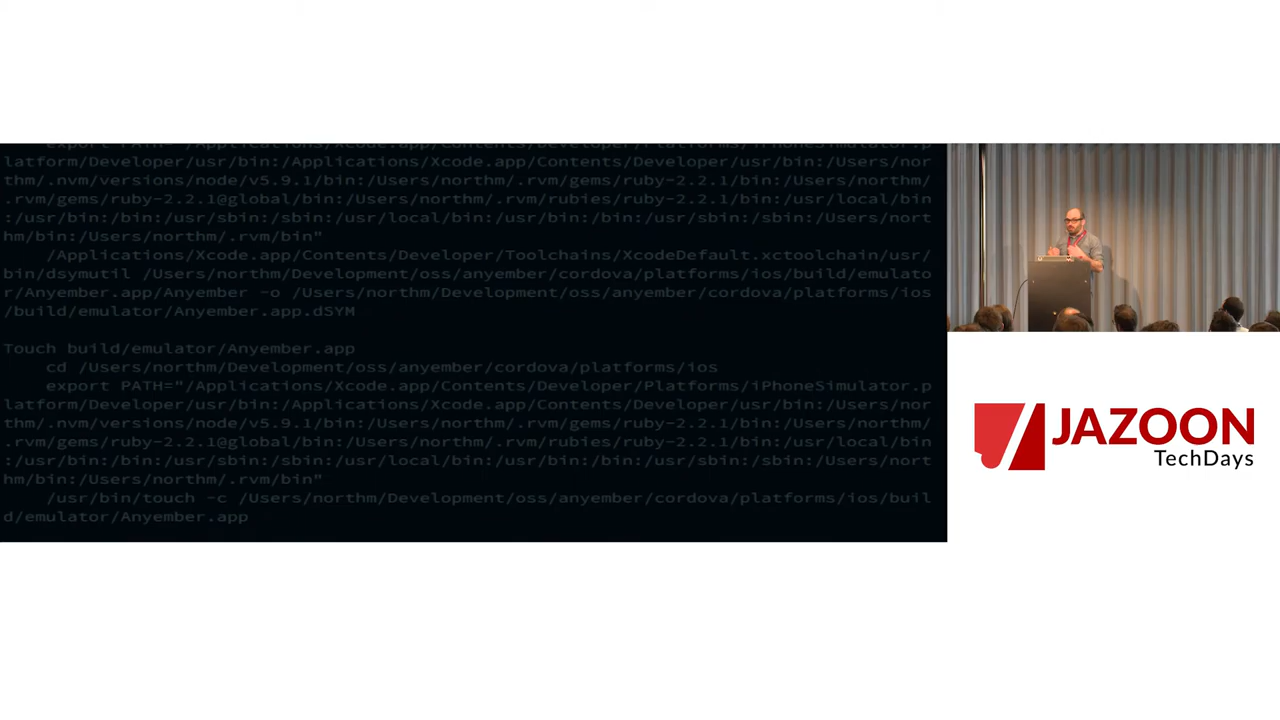 export PATH="/Applications/Xcode.app/Contents/Developer/Platforms/iPhoneSimulator.p
latform/Developer/usr/bin:/Applications/Xcode.app/Contents/Developer/usr/bin:/Users/nor
thm/.nvm/versions/node/v5.9.1/bin:/Users/northm/.rvm/gems/ruby-2.2.1/bin:/Users/northm/
.rvm/gems/ruby-2.2.1@global/bin:/Users/northm/.rvm/rubies/ruby-2.2.1/bin:/usr/local/bin
:/usr/bin:/bin:/usr/sbin:/sbin:/usr/local/bin:/usr/bin:/bin:/usr/sbin:/sbin:/Users/nort
hm/bin:/Users/northm/.rvm/bin"
/Applications/Xcode.app/Contents/Developer/Toolchains/XcodeDefault.xctoolchain/usr/
bin/dsymutil /Users/northm/Development/oss/anyember/cordova/platforms/ios/build/emulato
r/Anyember.app/Anyember -o /Users/northm/Development/oss/anyember/cordova/platforms/ios
/build/emulator/Anyember.app.dSYM
Touch build/emulator/Anyember.app
cd /Users/northm/Development/oss/anyember/cordova/platforms/ios
export PATH="/Applications/Xcode.app/Contents/Developer/Platforms/iPhoneSimulator.p
latform/Developer/usr/bin:/Applications/Xcode.app/Contents/Developer/usr/bin:/Users/nor
thm/.nvm/versions/node/v5.9.1/bin:/Users/northm/.rvm/gems/ruby-2.2.1/bin:/Users/northm/
.rvm/gems/ruby-2.2.1@global/bin:/Users/northm/.rvm/rubies/ruby-2.2.1/bin:/usr/local/bin
:/usr/bin:/bin:/usr/sbin:/sbin:/usr/local/bin:/usr/bin:/bin:/usr/sbin:/sbin:/Users/nort
hm/bin:/Users/northm/.rvm/bin"
/usr/bin/touch -c /Users/northm/Development/oss/anyember/cordova/platforms/ios/buil
d/emulator/Anyember.app
JAZOON
TechDays